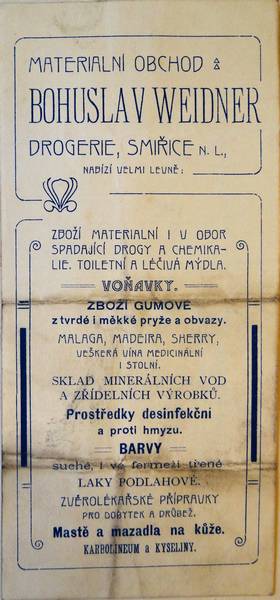 MATERIALNÍ OBCHOD
BOHUSLAV WEIDNER
DROGERIE, SMIŘICE N. L.,
NABÍZÍ VELMI LEVNĚ:
ZBOŽÍ MATERIALNÍ I V OBOR
SPADAJÍCÍ DROGY A CHEMIKA-
LIE. TOILETNÍ A LÉČIVÁ MÝDLA.
VOŇAVKY.
ZBOŽÍ GUMOVÉ
z tvrdé i měkké pryže a obvazy.
MALAGA, MADEIRA, SHERRY,
VEŠKERÁ VÍNA MEDICINÁLNÍ
I STOLNÍ.
SKLAD MINERÁLNÍCH VOD
A ZŘÍDELNÍCH VÝROBKŮ.
Prostředky desinfekční
a proti hmyzu.
BARVY
suché, i ve fermeži třené
LAKY PODLAHOVÉ.
ZVĚROLÉKAŘSKÉ PŘÍPRAVKY
PRO DOBYTEK A DRŮBEŽ.
Mastě a mazadla na kůže.
KARBOLINEUM a KYSELINY.